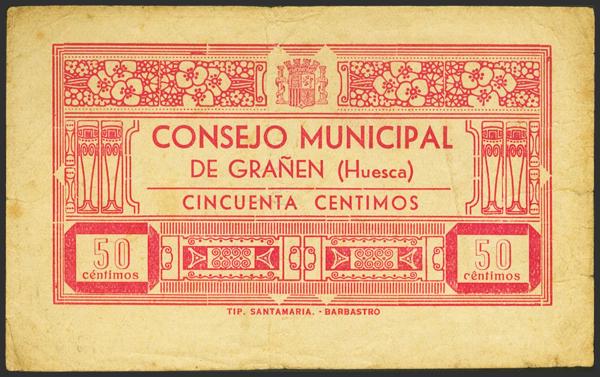 CONSEJO MUNICIPAL
DE GRAÑEN (Huesca)
CINCUENTA CENTIMOS
50
céntimos
50
céntimos
TIP. SANTAMARIA. - BARBASTRO